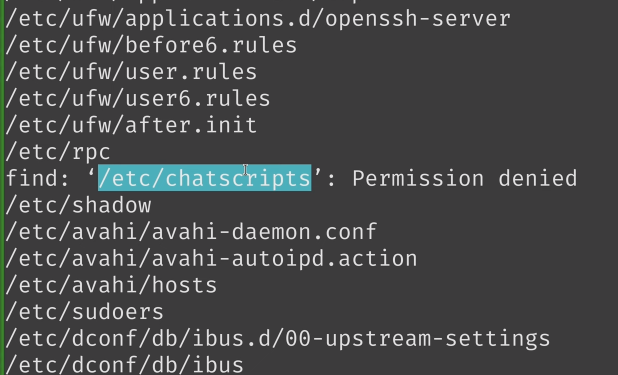 /etc/ufw/applications.d/openssh-server
/etc/ufw/before6.rules
/etc/ufw/user.rules
/etc/ufw/user6.rules
/etc/ufw/after.init
/etc/rpc
find: ‘/etc/chatscripts’: Permission denied
/etc/shadow
/etc/avahi/avahi-daemon.conf
/etc/avahi/avahi-autoipd.action
/etc/avahi/hosts
/etc/sudoers
/etc/dconf/db/ibus.d/00-upstream-settings
/etc/dconf/db/ibus